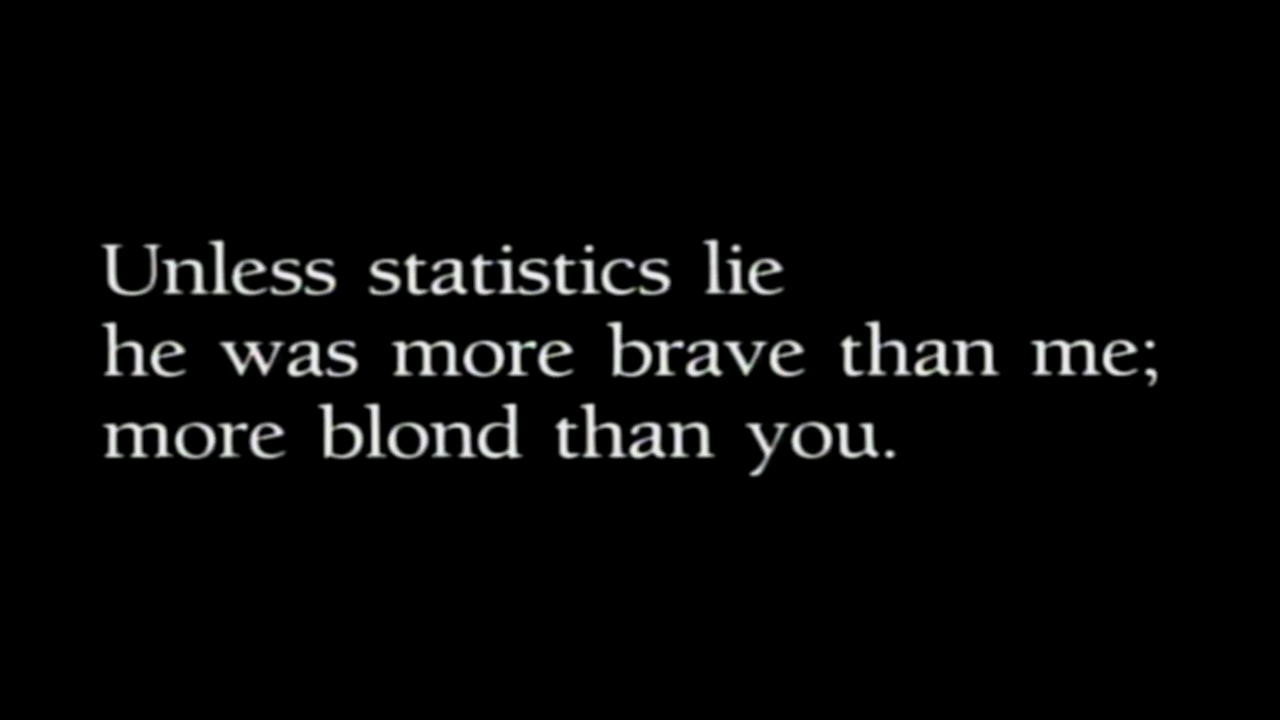 Unless statistics lie
he was more brave than me;
more blond than you.